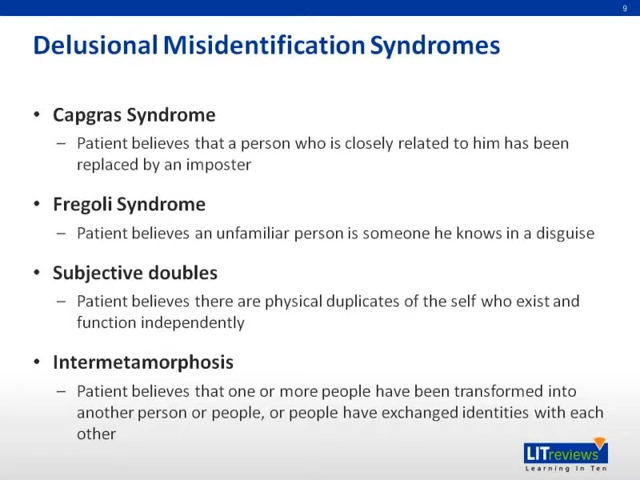 9
Delusional Misidentification Syndromes
• Capgras Syndrome
– Patient believes that a person who is closely related to him has been
replaced by an imposter
• Fregoli Syndrome
– Patient believes an unfamiliar person is someone he knows in a disguise
• Subjective doubles
– Patient believes there are physical duplicates of the self who exist and
function independently
• Intermetamorphosis
– Patient believes that one or more people have been transformed into
another person or people, or people have exchanged identities with each
other
LITreviews
Learning in Ten